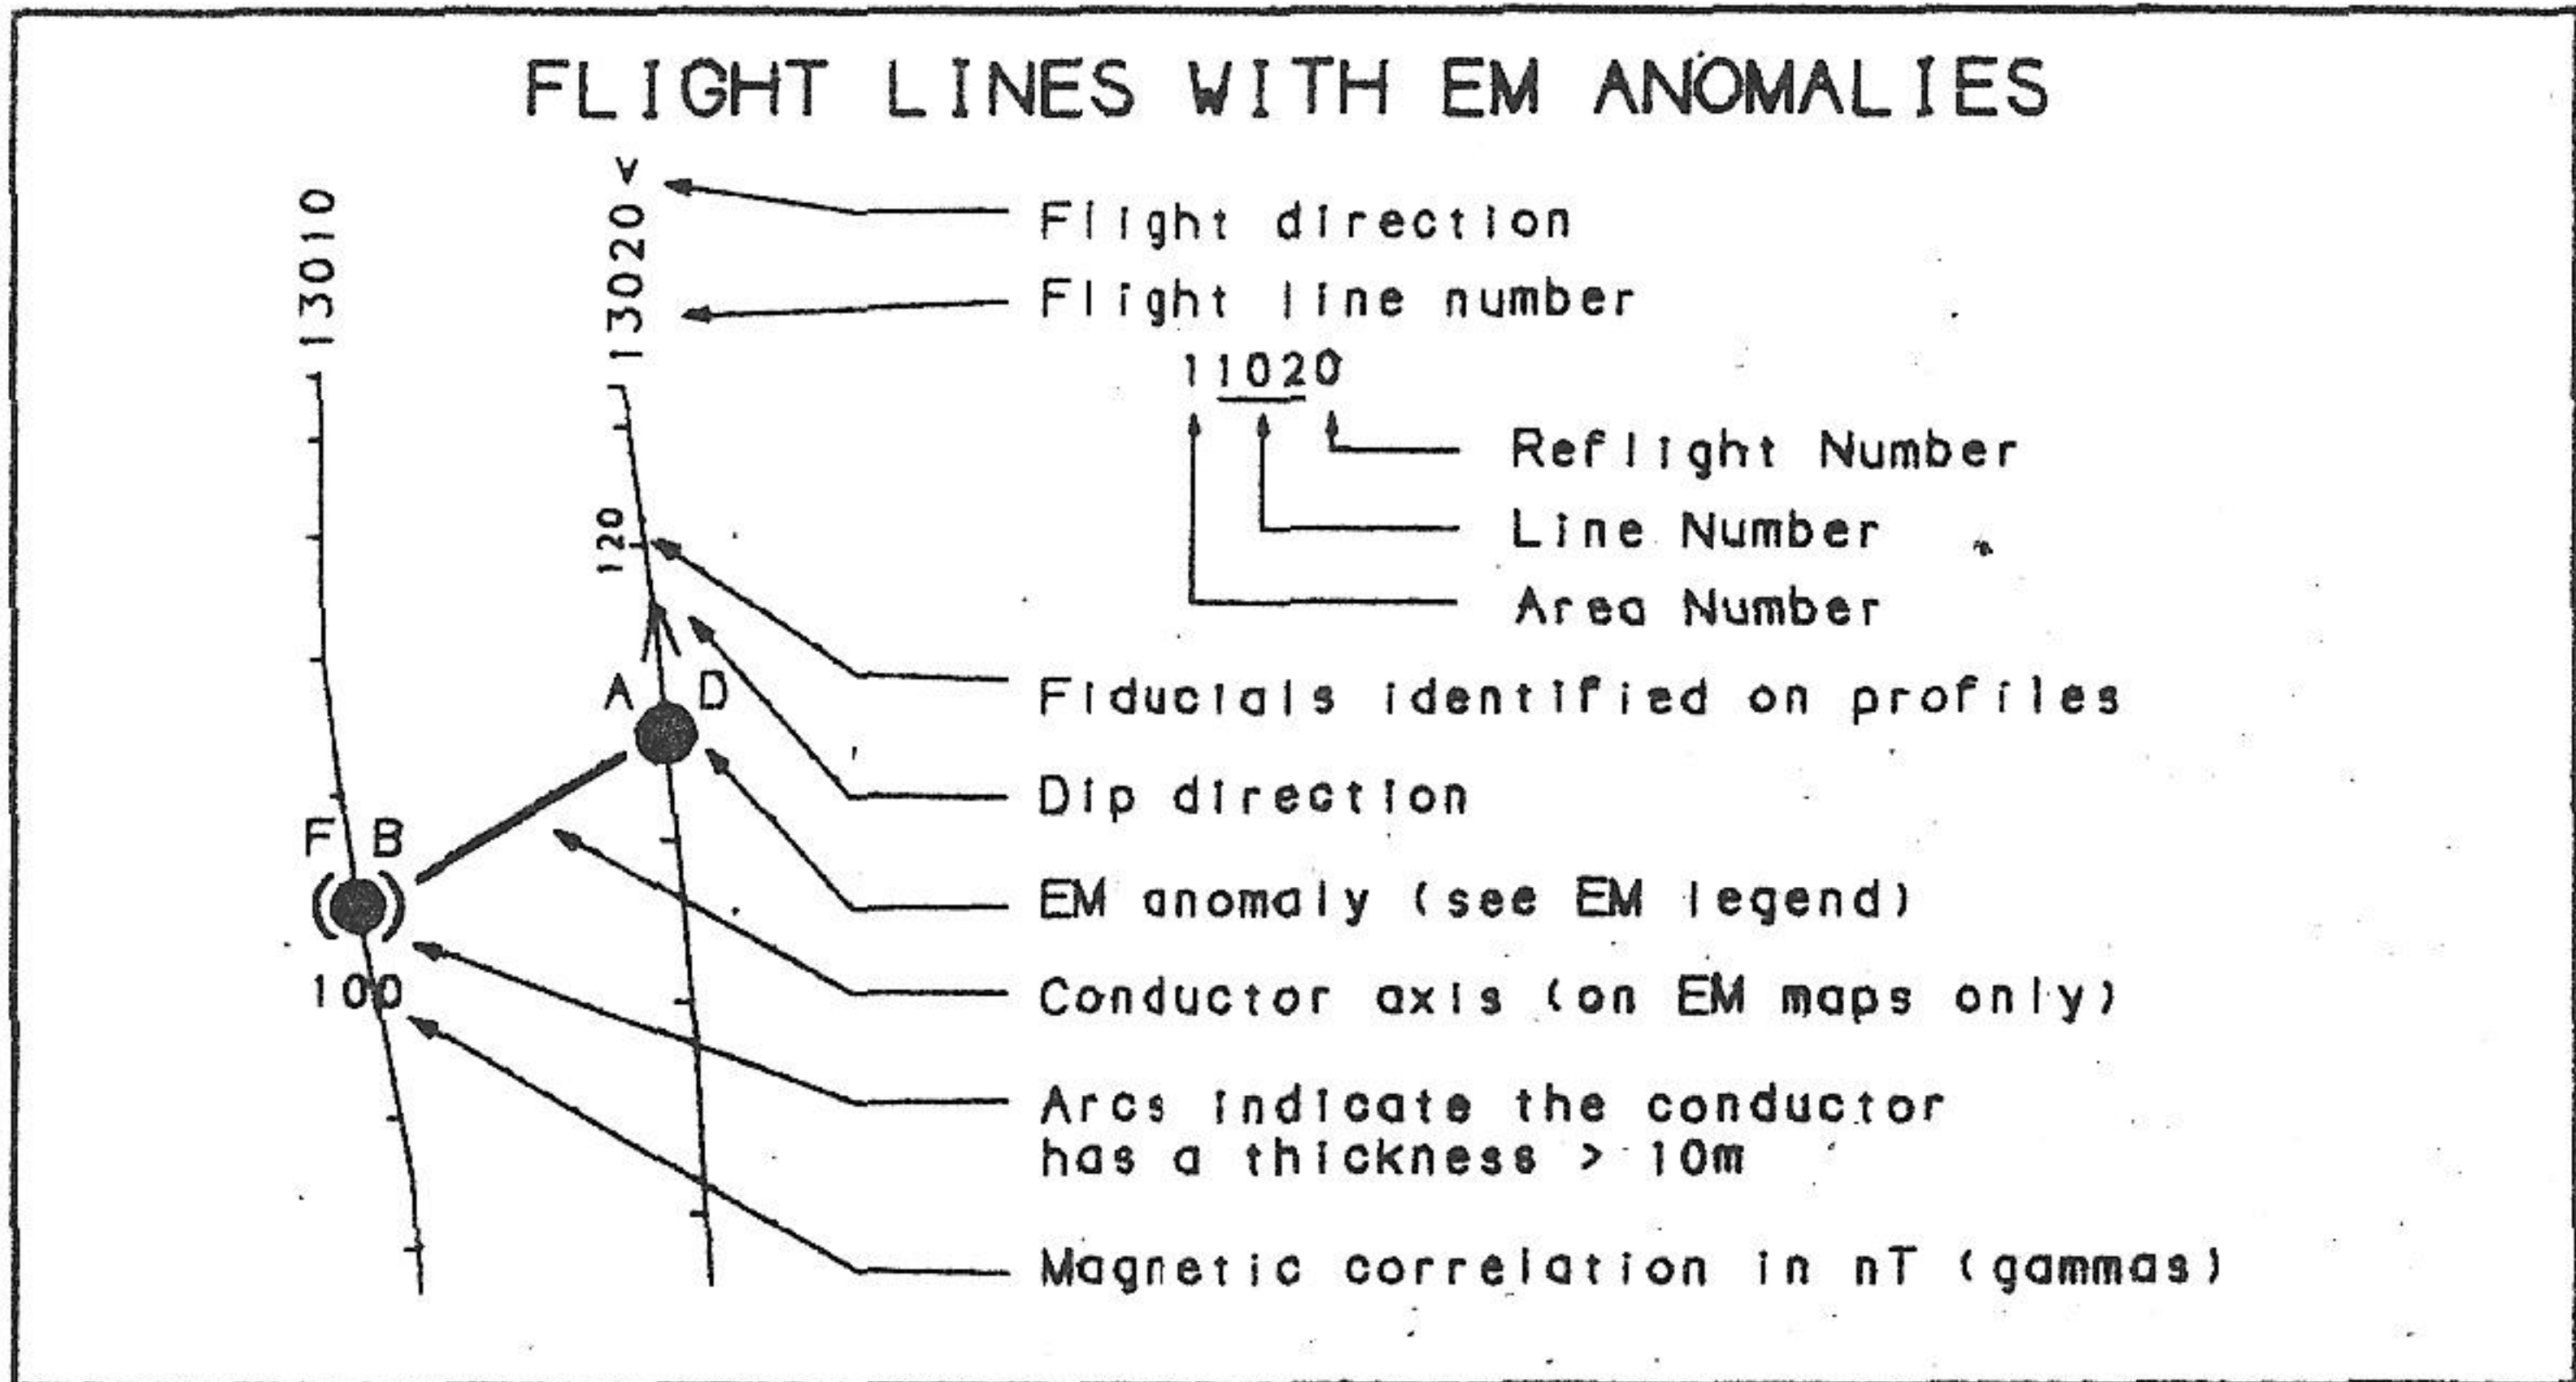 FLIGHT LINES WITH EM ANOMALIES
13010
13020
Flight direction
Flight line number
11020
Reflight Number
Line Number
Area Number
120
Fiducials identified on profiles
A D
Dip direction
F B
EM anomaly (see EM legend)
100
Conductor axis (on EM maps only)
Arcs indicate the conductor
has a thickness > 10m
Magnetic correlation in nT (gammas)